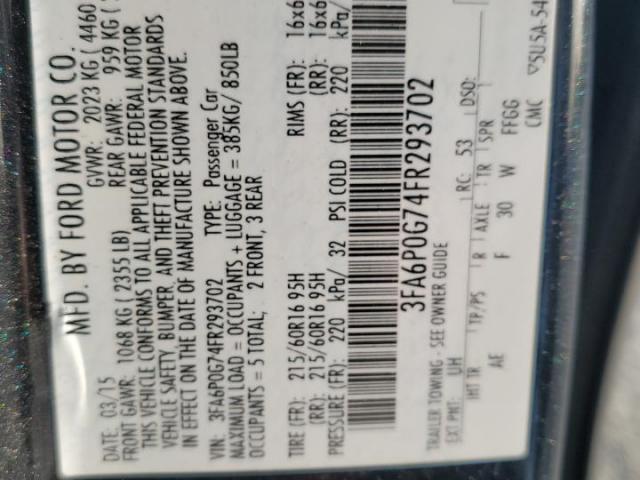 MFD. BY FORD MOTOR CO.
DATE: 03/15 GVWR: 2023 KG ( 4460
FRONT GAWR: 1068 KG ( 2355 LB) REAR GAWR: 959 KG (
THIS VEHICLE CONFORMS TO ALL APPLICABLE FEDERAL MOTOR
VEHICLE SAFETY, BUMPER, AND THEFT PREVENTION STANDARDS
IN EFFECT ON THE DATE OF MANUFACTURE SHOWN ABOVE.
VIN: 3FA6P0G74FR293702 TYPE: Passenger Car
MAXIMUM LOAD = OCCUPANTS + LUGGAGE = 385KG/ 850LB
OCCUPANTS = 5 TOTAL; 2 FRONT, 3 REAR
TIRE (FR): 215/60R16 95H RIMS (FR): 16x6
(RR): 215/60R16 95H (RR): 16x6
PRESSURE (FR): 220 kPa/ 32 PSI COLD (RR): 220 kPa/
3FA6P0G74FR293702
TRAILER TOWING - SEE OWNER GUIDE
EXT PNT: UH RC: 53 DSO:
INT TR TP/PS R AXLE TR SPR
AE F 30 W FFGG
CMC ▽5U5A-54